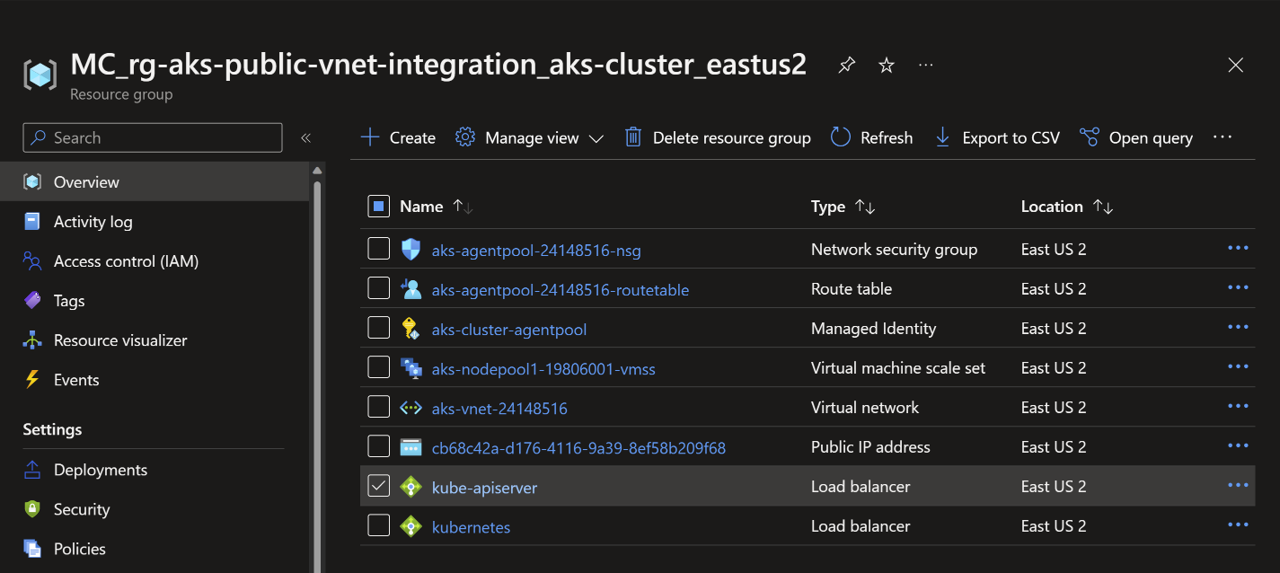 MC_rg-aks-public-vnet-integration_aks-cluster_eastus2
Resource group
Search
Create Manage view Delete resource group Refresh Export to CSV Open query
Overview
Activity log
Access control (IAM)
Tags
Resource visualizer
Events
Settings
Deployments
Security
Policies
Name Type Location
aks-agentpool-24148516-nsg Network security group East US 2
aks-agentpool-24148516-routetable Route table East US 2
aks-cluster-agentpool Managed Identity East US 2
aks-nodepool1-19806001-vmss Virtual machine scale set East US 2
aks-vnet-24148516 Virtual network East US 2
cb68c42a-d176-4116-9a39-8ef58b209f68 Public IP address East US 2
kube-apiserver Load balancer East US 2
kubernetes Load balancer East US 2